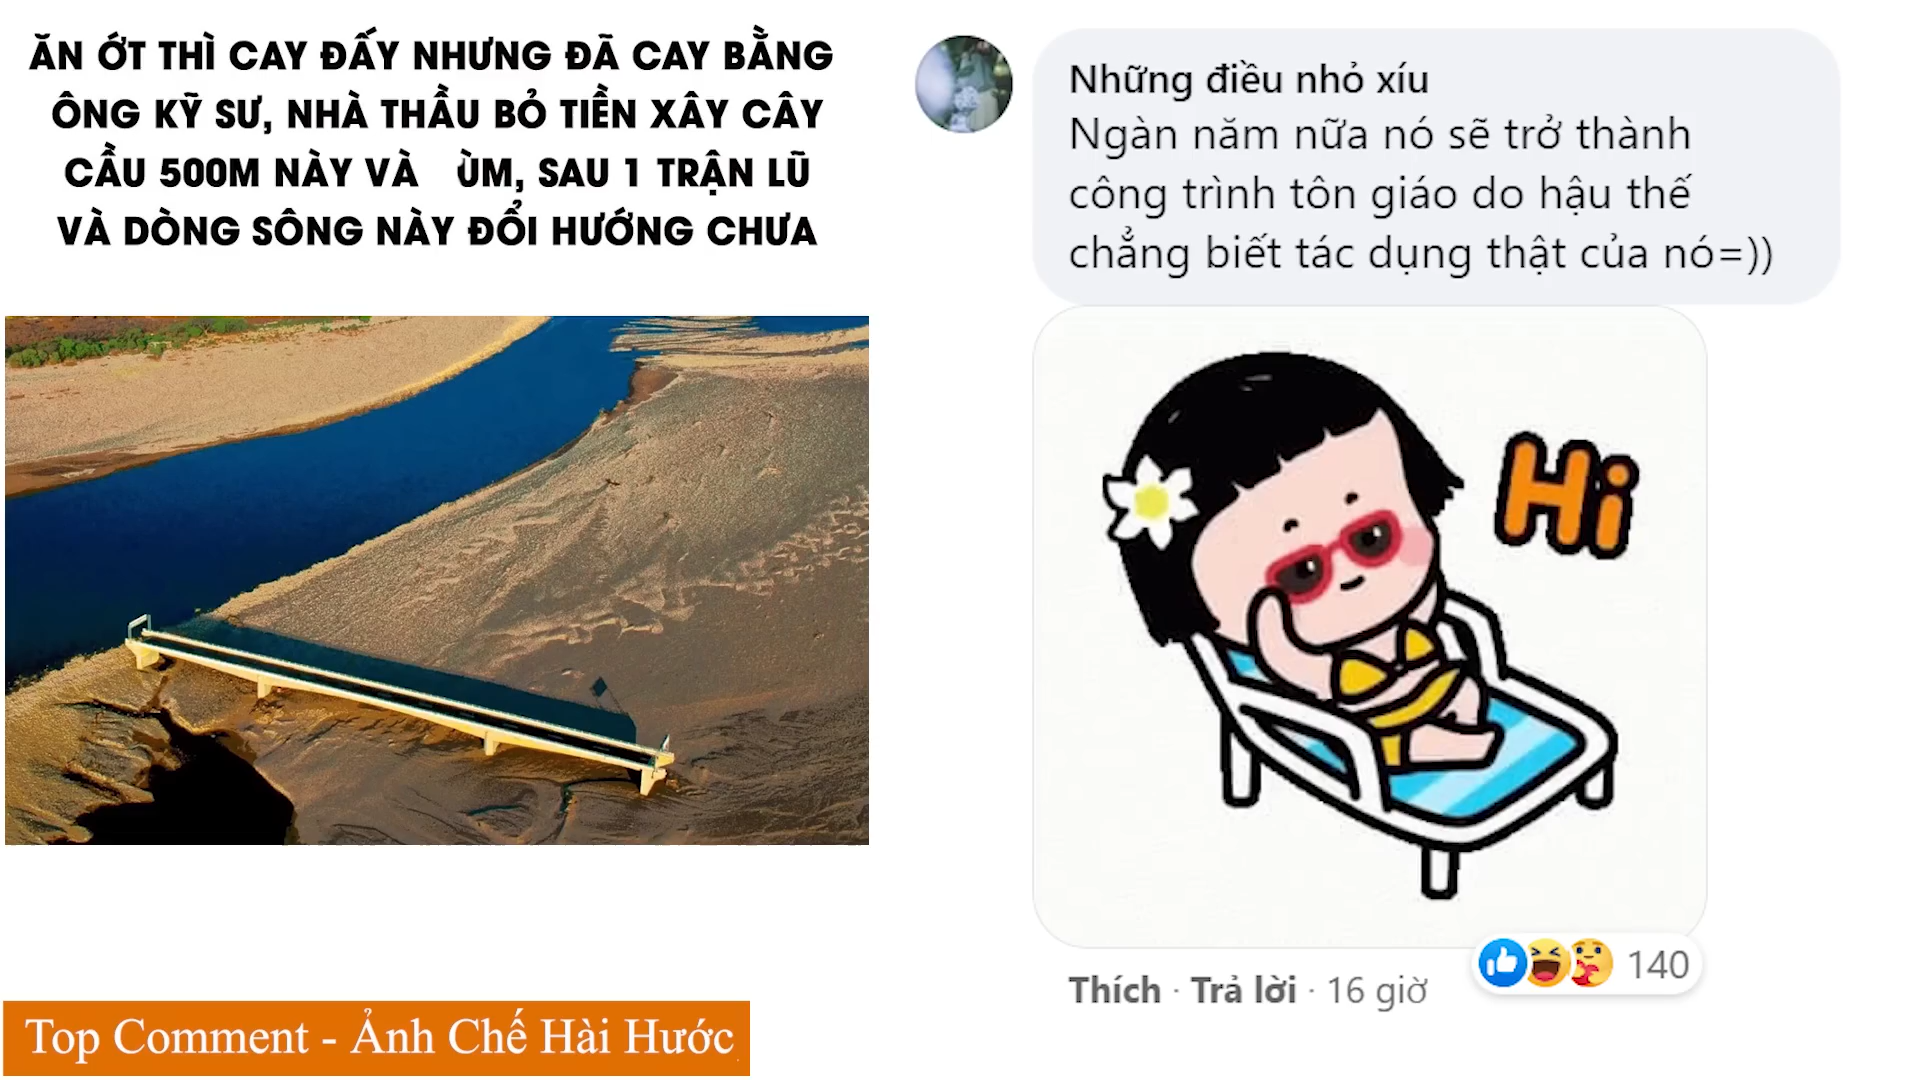 ĂN ỚT THÌ CAY ĐẤY NHƯNG ĐÃ CAY BẰNG
ÔNG KỸ SƯ, NHÀ THẦU BỎ TIỀN XÂY CÂY
CẦU 500M NÀY VÀ ÙM, SAU 1 TRẬN LŨ
VÀ DÒNG SÔNG NÀY ĐỔI HƯỚNG CHƯA
Những điều nhỏ xíu
Ngàn năm nữa nó sẽ trở thành
công trình tôn giáo do hậu thế
chẳng biết tác dụng thật của nó=))
Hi
Thích · Trả lời · 16 giờ
140
Top Comment - Ảnh Chế Hài Hước